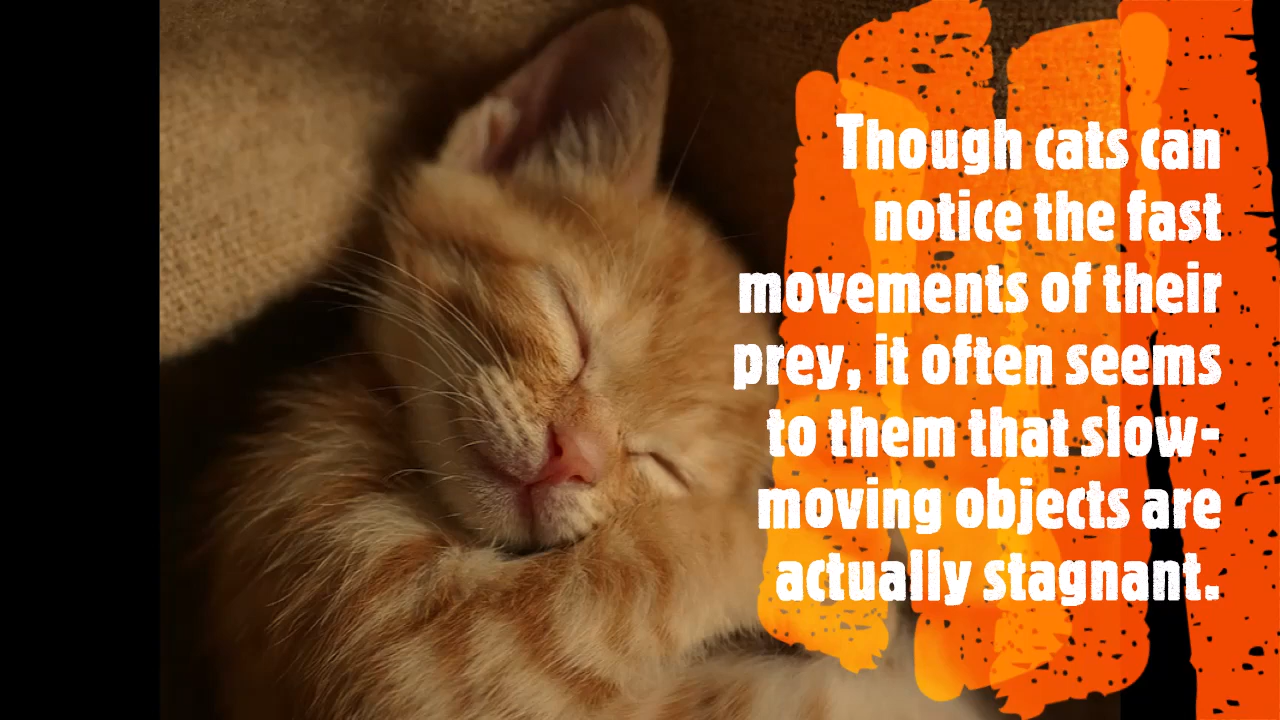 Though cats can
notice the fast
movements of their
prey, it often seems
to them that slow-
moving objects are
actually stagnant.